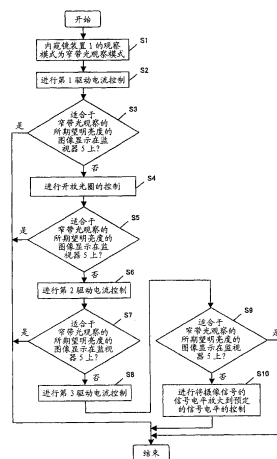 开始
S1
内窥镜装置1的观察
模式为窄带光观察模式
S2
进行第1驱动电流控制
S3
适合于
窄带光观察的
所期望明亮度的
图像显示在监
视器5上?
是
否
S4
进行开放光圈的控制
S5
适合于
窄带光观察的
所期望明亮度的
图像显示在监
视器5上?
是
否
S6
进行第2驱动电流控制
S7
适合于
窄带光观察的
所期望明亮度的
图像显示在监
视器5上?
是
否
S8
进行第3驱动电流控制
S9
适合于
窄带光观察的
所期望明亮度的
图像显示在监视
器5上?
是
否
S10
进行将摄像信号的
信号电平放大到预定
的信号电平的控制
结束